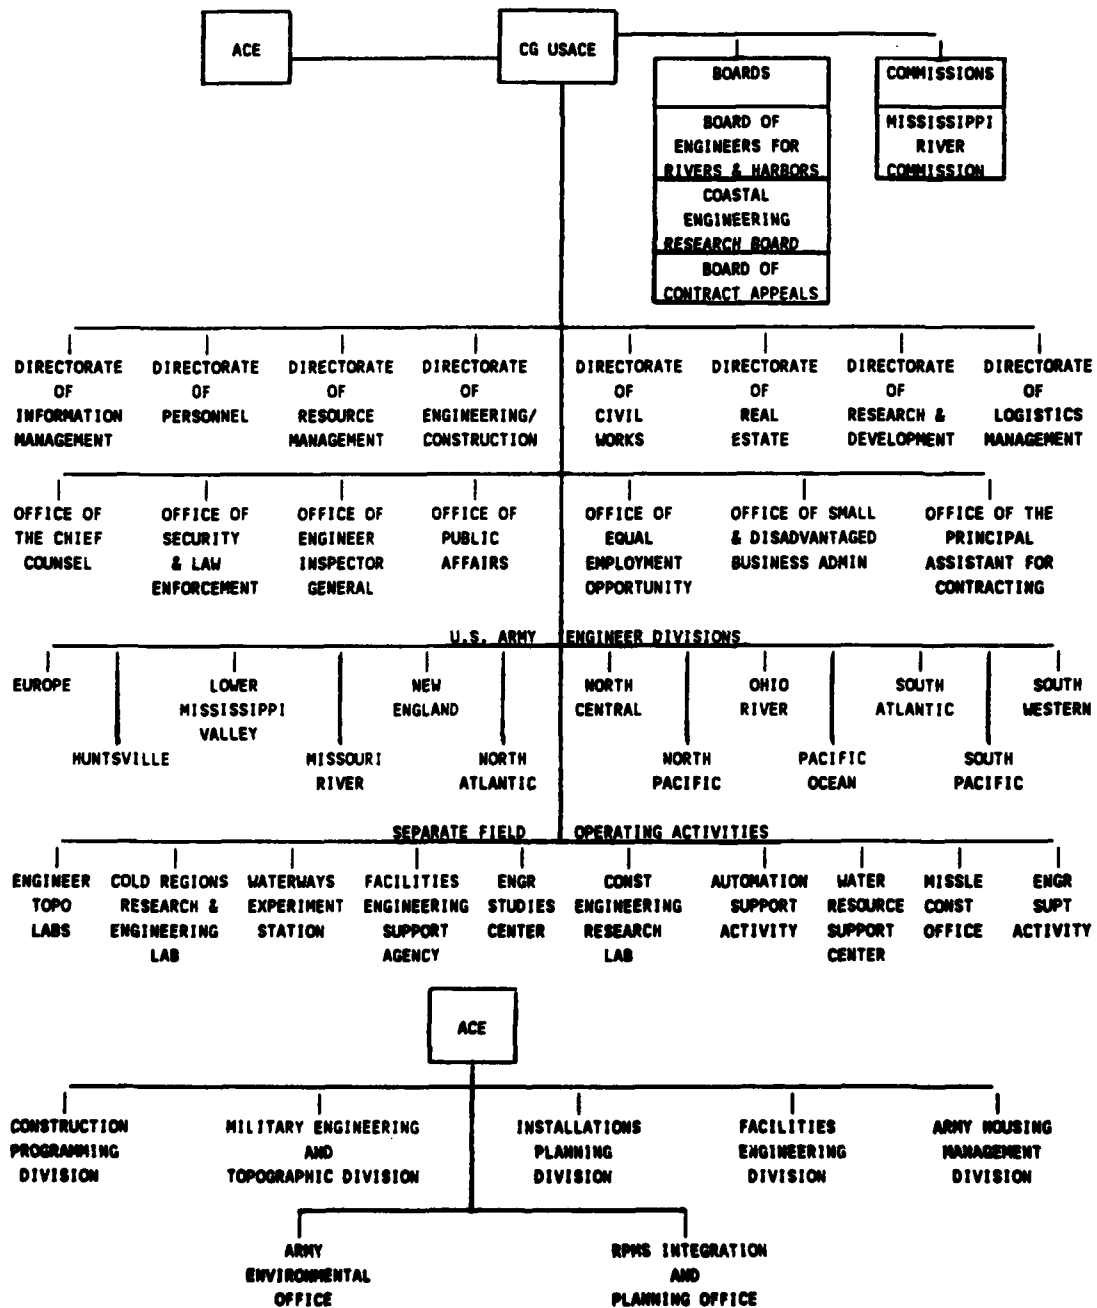 ACE
CG USACE
BOARDS
BOARD OF
ENGINEERS FOR
RIVERS & HARBORS
COASTAL
ENGINEERING
RESEARCH BOARD
BOARD OF
CONTRACT APPEALS
COMMISSIONS
MISSISSIPPI
RIVER
COMMISSION
DIRECTORATE
OF
INFORMATION
MANAGEMENT
DIRECTORATE
OF
PERSONNEL
DIRECTORATE
OF
RESOURCE
MANAGEMENT
DIRECTORATE
OF
ENGINEERING/
CONSTRUCTION
DIRECTORATE
OF
CIVIL
WORKS
DIRECTORATE
OF
REAL
ESTATE
DIRECTORATE
OF
RESEARCH &
DEVELOPMENT
DIRECTORATE
OF
LOGISTICS
MANAGEMENT
OFFICE OF
THE CHIEF
COUNSEL
OFFICE OF
SECURITY
& LAW
ENFORCEMENT
OFFICE OF
ENGINEER
INSPECTOR
GENERAL
OFFICE OF
PUBLIC
AFFAIRS
OFFICE OF
EQUAL
EMPLOYMENT
OPPORTUNITY
OFFICE OF SMALL
& DISADVANTAGED
BUSINESS ADMIN
OFFICE OF THE
PRINCIPAL
ASSISTANT FOR
CONTRACTING
U.S. ARMY ENGINEER DIVISIONS
EUROPE
HUNTSVILLE
LOWER
MISSISSIPPI
VALLEY
MISSOURI
RIVER
NEW
ENGLAND
NORTH
ATLANTIC
NORTH
CENTRAL
NORTH
PACIFIC
OHIO
RIVER
PACIFIC
OCEAN
SOUTH
ATLANTIC
SOUTH
PACIFIC
SOUTH
WESTERN
SEPARATE FIELD OPERATING ACTIVITIES
ENGINEER
TOPO
LABS
COLD REGIONS
RESEARCH &
ENGINEERING
LAB
WATERWAYS
EXPERIMENT
STATION
FACILITIES
ENGINEERING
SUPPORT
AGENCY
ENGR
STUDIES
CENTER
CONST
ENGINEERING
RESEARCH
LAB
AUTOMATION
SUPPORT
ACTIVITY
WATER
RESOURCE
SUPPORT
CENTER
MISSLE
CONST
OFFICE
ENGR
SUPT
ACTIVITY
ACE
CONSTRUCTION
PROGRAMMING
DIVISION
MILITARY ENGINEERING
AND
TOPOGRAPHIC DIVISION
INSTALLATIONS
PLANNING
DIVISION
FACILITIES
ENGINEERING
DIVISION
ARMY HOUSING
MANAGEMENT
DIVISION
ARMY
ENVIRONMENTAL
OFFICE
RPMS INTEGRATION
AND
PLANNING OFFICE